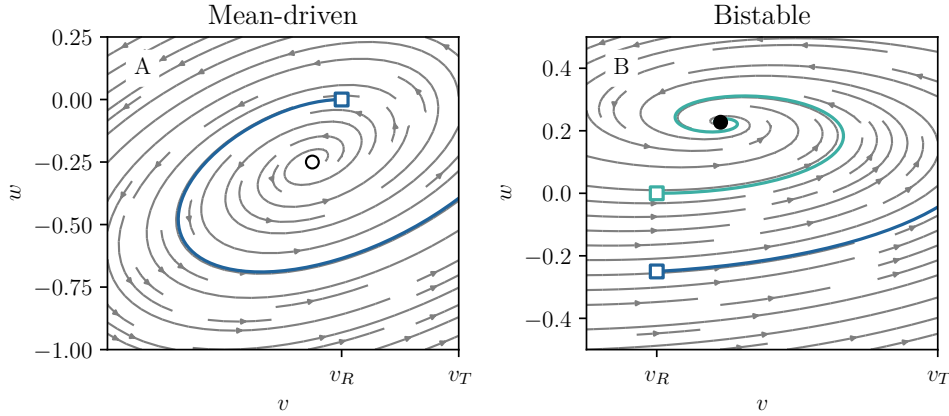 Mean-driven
A
w
0.25
0.00
−0.25
−0.50
−0.75
−1.00
v_R
v_T
v
Bistable
B
w
0.4
0.2
0.0
−0.2
−0.4
v_R
v_T
v